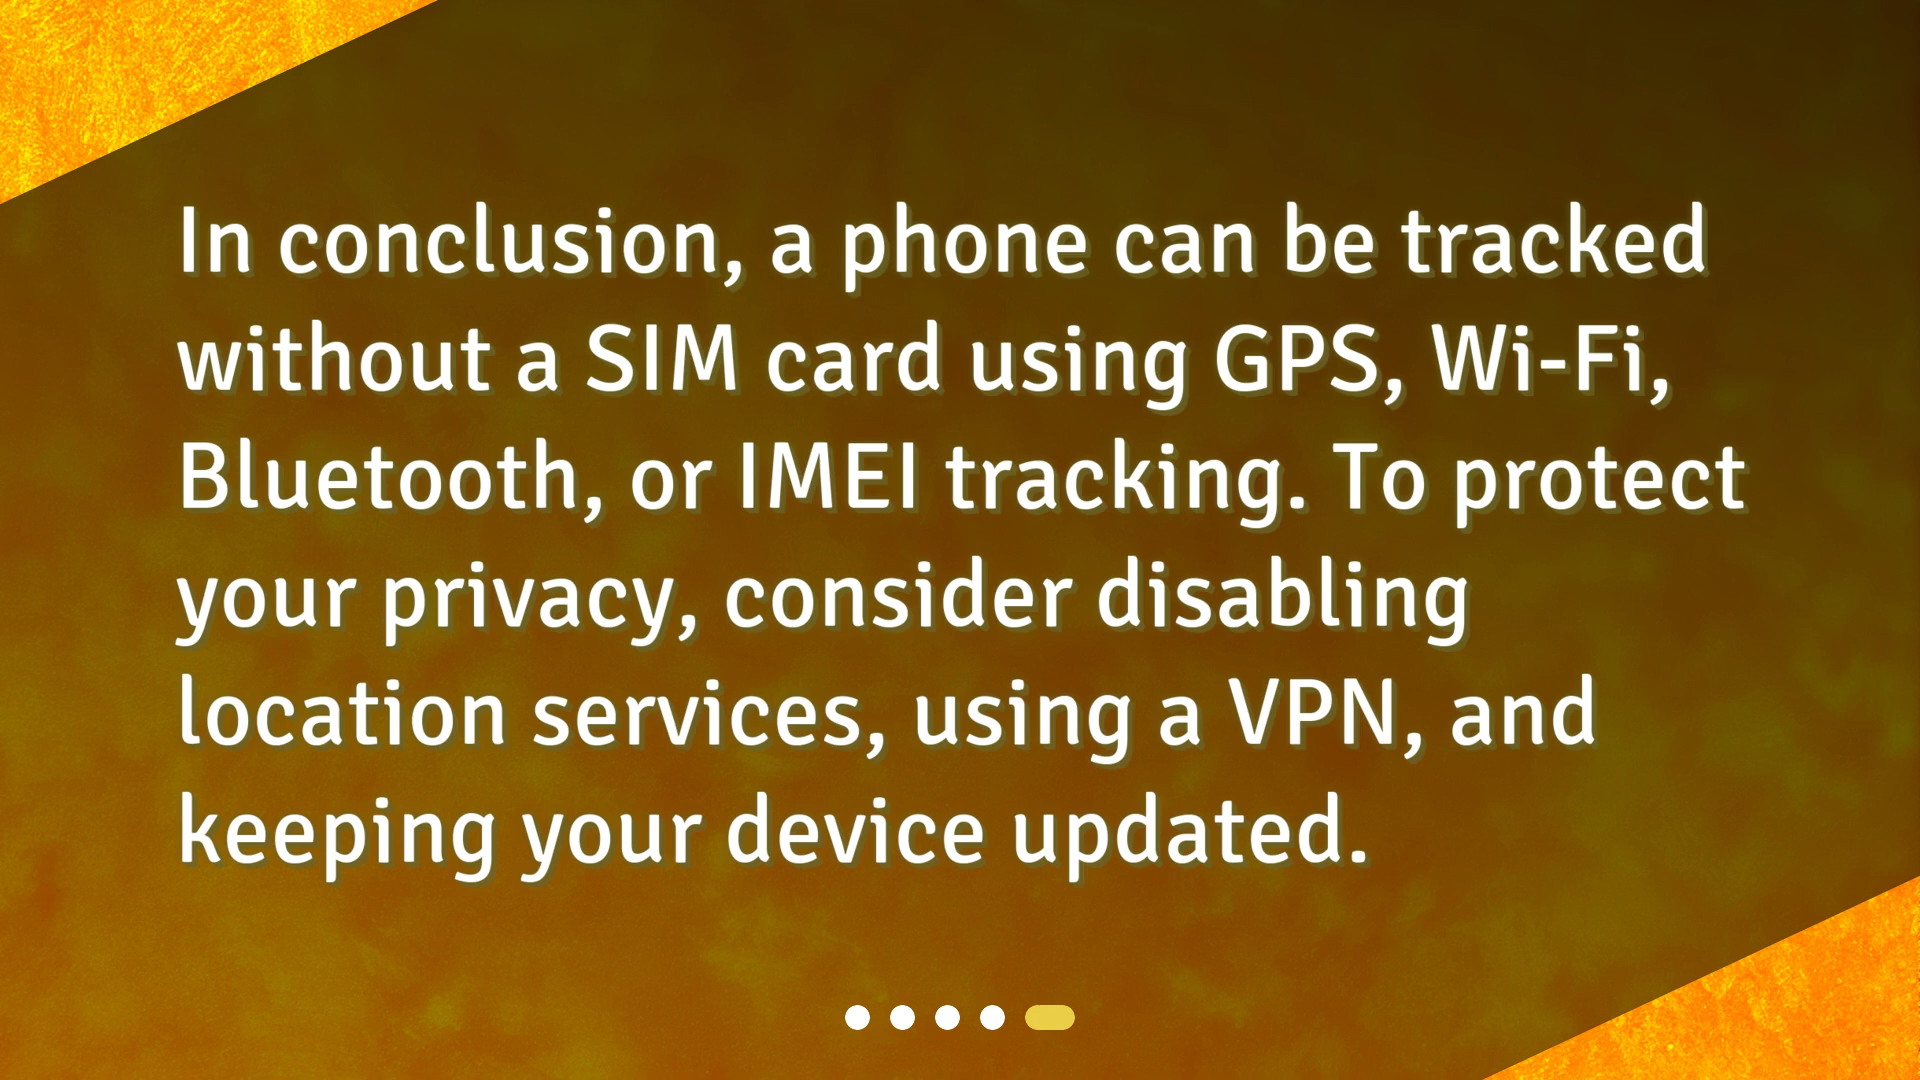 In conclusion, a phone can be tracked
without a SIM card using GPS, Wi-Fi,
Bluetooth, or IMEI tracking. To protect
your privacy, consider disabling
location services, using a VPN, and
keeping your device updated.